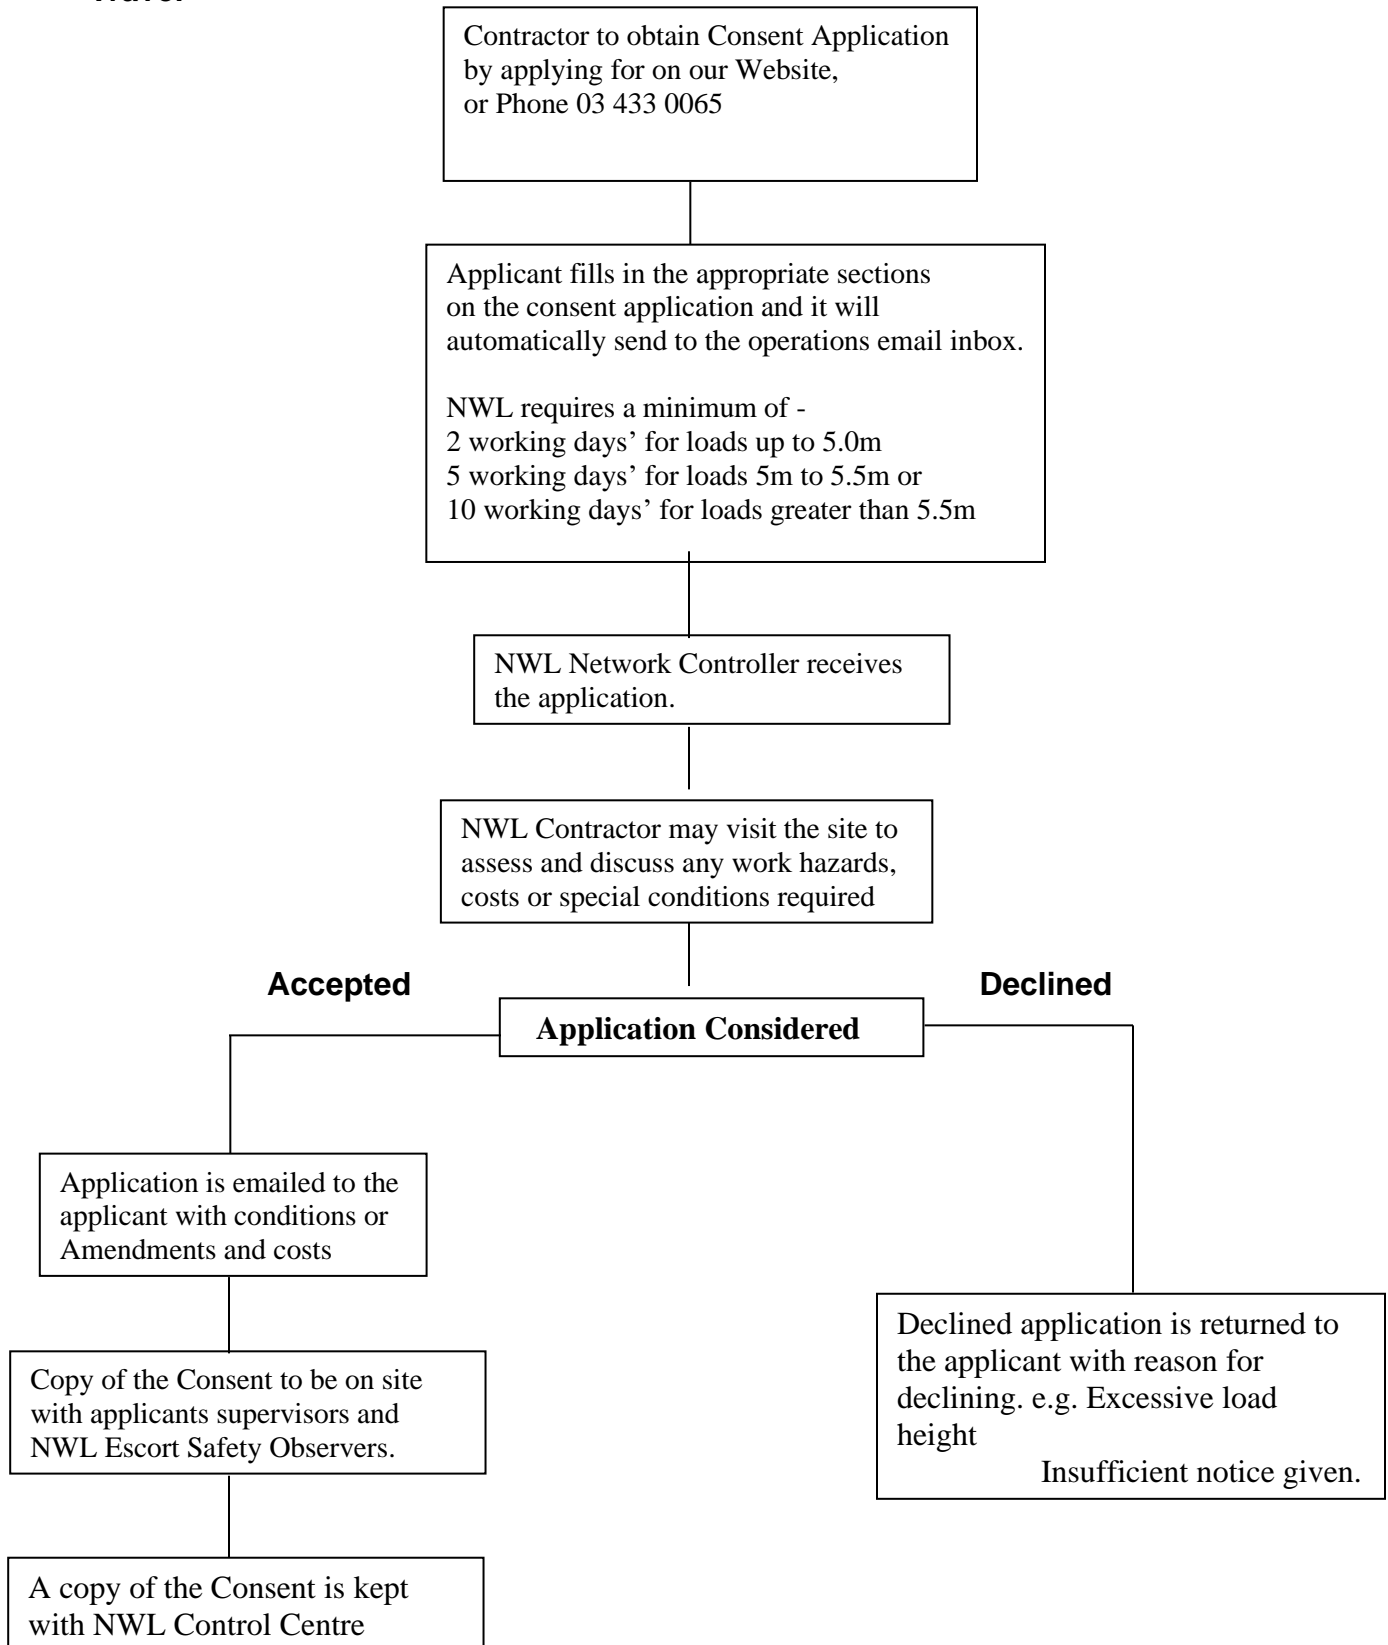 Contractor to obtain Consent Application
by applying for on our Website,
or Phone 03 433 0065
Applicant fills in the appropriate sections
on the consent application and it will
automatically send to the operations email inbox.
NWL requires a minimum of -
2 working days’ for loads up to 5.0m
5 working days’ for loads 5m to 5.5m or
10 working days’ for loads greater than 5.5m
NWL Network Controller receives
the application.
NWL Contractor may visit the site to
assess and discuss any work hazards,
costs or special conditions required
Accepted
Declined
Application Considered
Application is emailed to the
applicant with conditions or
Amendments and costs
Copy of the Consent to be on site
with applicants supervisors and
NWL Escort Safety Observers.
A copy of the Consent is kept
with NWL Control Centre
Declined application is returned to
the applicant with reason for
declining. e.g. Excessive load
height
Insufficient notice given.